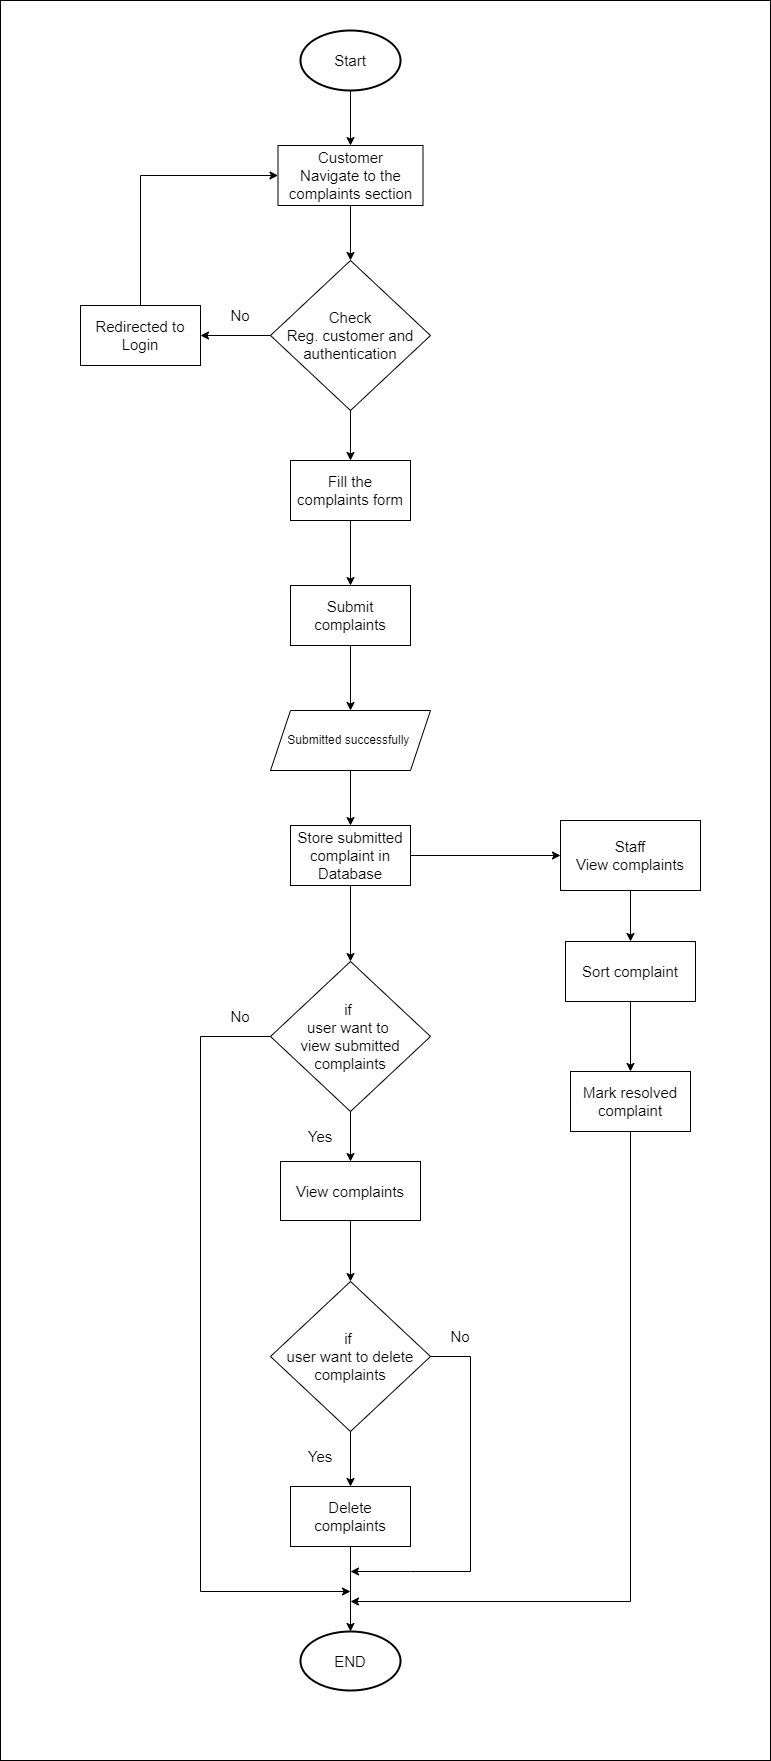 Start
Customer
Navigate to the
complaints section
Check
Reg. customer and
authentication
No
Redirected to
Login
Fill the
complaints form
Submit
complaints
Submitted successfully
Store submitted
complaint in
Database
Staff
View complaints
Sort complaint
Mark resolved
complaint
if
user want to
view submitted
complaints
No
Yes
View complaints
if
user want to delete
complaints
No
Yes
Delete
complaints
END